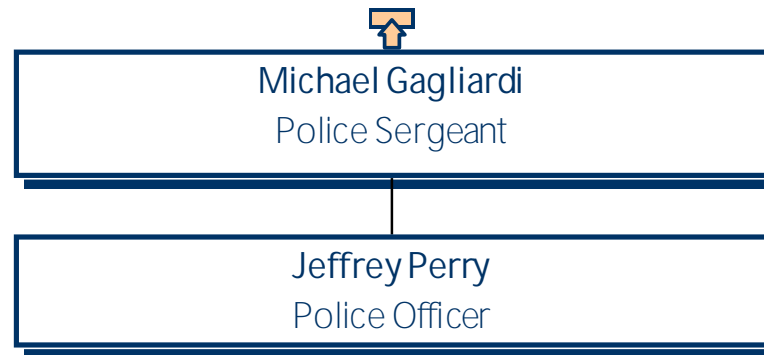 Michael Gagliardi
Police Sergeant
Jeffrey Perry
Police Officer